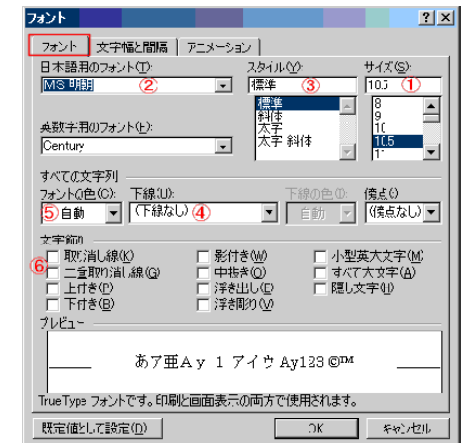 フォント
フォント 文字幅と間隔 アニメーション
日本語用のフォント(T): スタイル(Y): サイズ(S):
MS 明朝 ② 標準 ③ 10.5 ①
標準
斜体
太字
太字 斜体
8
9
10
10.5
11
英数字用のフォント(F):
Century
すべての文字列
フォントの色(C): 下線(U): 下線の色(I): 傍点(:)
⑤ 自動 (下線なし) ④ 自動 (傍点なし)
文字飾り
⑥
取り消し線(K) 影付き(W) 小型英大文字(M)
二重取り消し線(G) 中抜き(O) すべて大文字(A)
上付き(P) 浮き出し(E) 隠し文字(H)
下付き(B) 浮き彫り(V)
プレビュー
あア亜Ay 1 アイウ Ay123 ©™
TrueType フォントです。印刷と画面表示の両方で使用されます。
既定値として設定(D) OK キャンセル